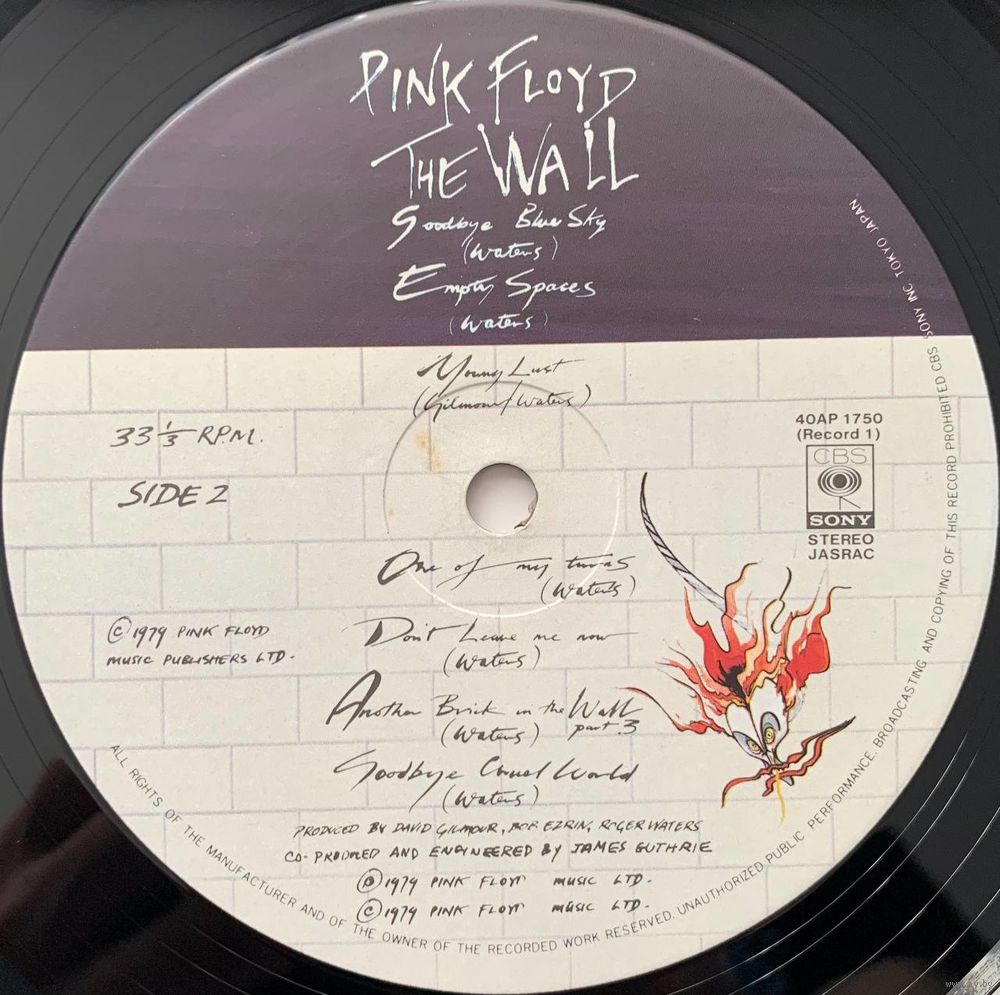 PINK FLOYD
THE WALL
Goodbye Blue Sky
(Waters)
Empty Spaces
(Waters)
Young Lust
(Gilmour/Waters)
33 1/3 RPM.
SIDE 2
40AP 1750
(Record 1)
CBS
SONY
STEREO
JASRAC
One of my turns
(Waters)
Don't Leave me now
(Waters)
Another Brick in the Wall
part.3
(Waters)
Goodbye Cruel World
(Waters)
©1979 PINK FLOYD
MUSIC PUBLISHERS LTD.
PRODUCED BY DAVID GILMOUR, BOB EZRIN, ROGER WATERS
CO-PRODUCED AND ENGINEERED BY JAMES GUTHRIE
℗1979 PINK FLOYD MUSIC LTD.
©1979 PINK FLOYD MUSIC LTD.
ALL RIGHTS OF THE MANUFACTURER AND OF THE OWNER OF THE RECORDED WORK RESERVED. UNAUTHORIZED PUBLIC PERFORMANCE. BROADCASTING AND COPYING OF THIS RECORD PROHIBITED CBS SONY INC. TOKYO JAPAN